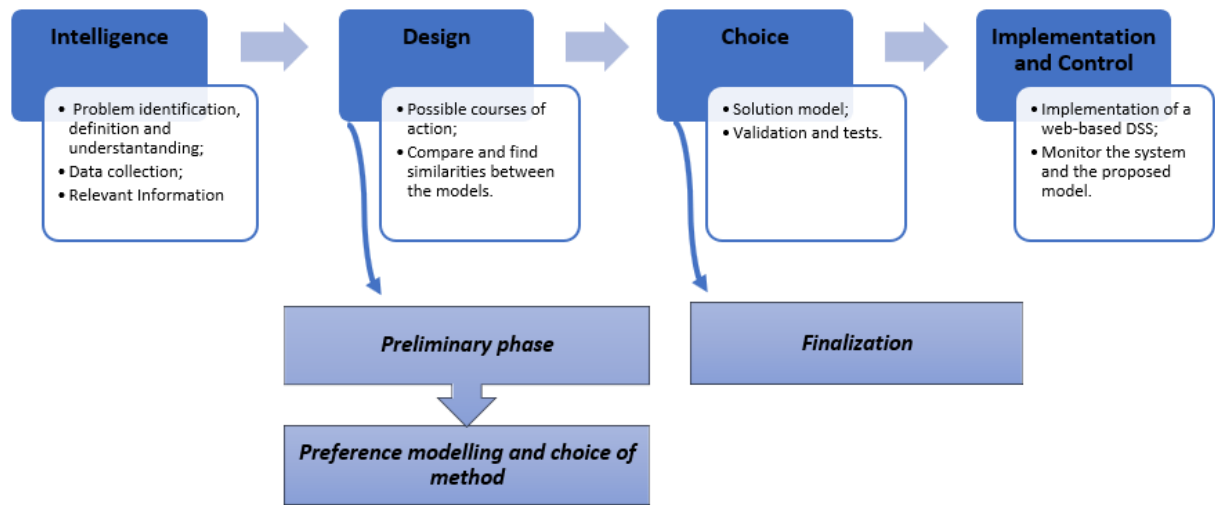 Intelligence
• Problem identification,
definition and
understantanding;
• Data collection;
• Relevant Information
Design
• Possible courses of
action;
• Compare and find
similarities between
the models.
Choice
• Solution model;
• Validation and tests.
Implementation
and Control
• Implementation of a
web-based DSS;
• Monitor the system
and the proposed
model.
Preliminary phase
Preference modelling and choice of
method
Finalization